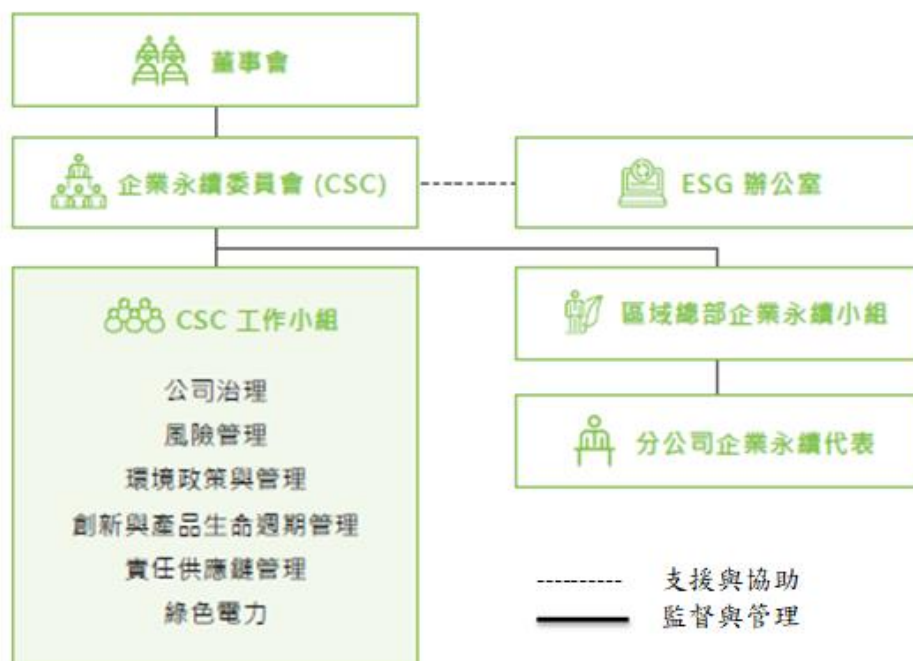 董事會
企業永續委員會 (CSC)
ESG 辦公室
CSC 工作小組
公司治理
風險管理
環境政策與管理
創新與產品生命週期管理
責任供應鏈管理
綠色電力
區域總部企業永續小組
分公司企業永續代表
支援與協助
監督與管理